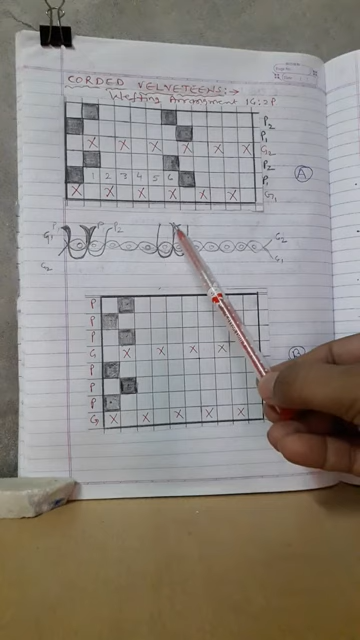 CORDED VELVETEENS:→
Wefting Arrangement 1G:2P
P2
P1
X X X X X X G2
P2
1 2 3 4 5 6 P1
X X X X X X G1
A
G1 P P P2 G2
G2 G1
P
P
P
G X X X X
P
P
P
G X X X X X
B